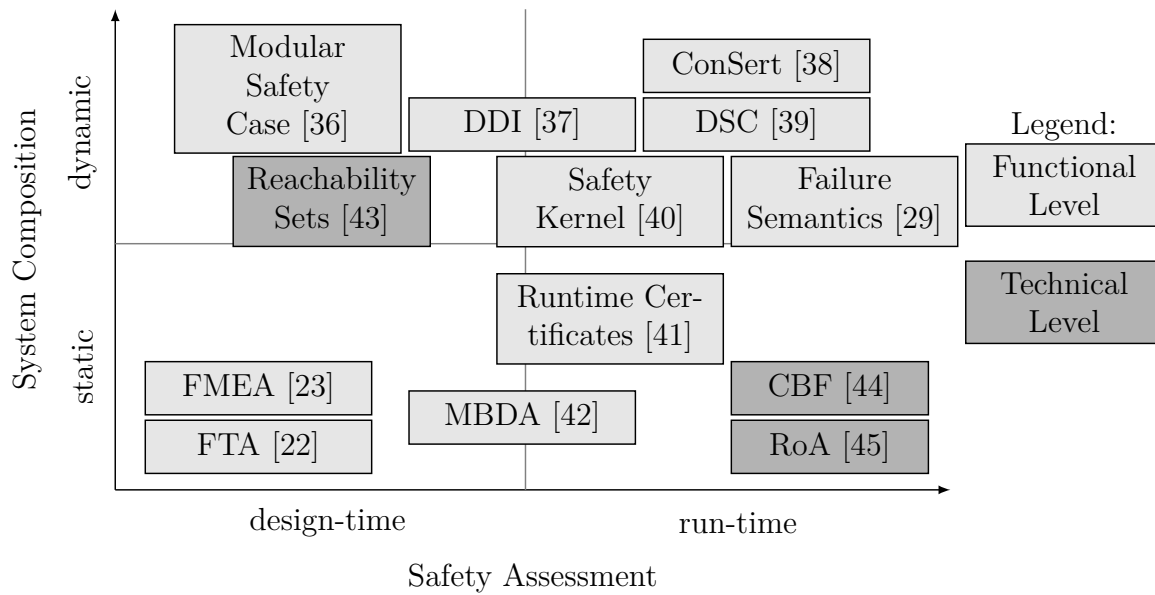 System Composition
dynamic
static
Modular
Safety
Case [36]
ConSert [38]
DDI [37]
DSC [39]
Reachability
Sets [43]
Safety
Kernel [40]
Failure
Semantics [29]
Runtime Cer-
tificates [41]
FMEA [23]
FTA [22]
MBDA [42]
CBF [44]
RoA [45]
Legend:
Functional
Level
Technical
Level
design-time
run-time
Safety Assessment